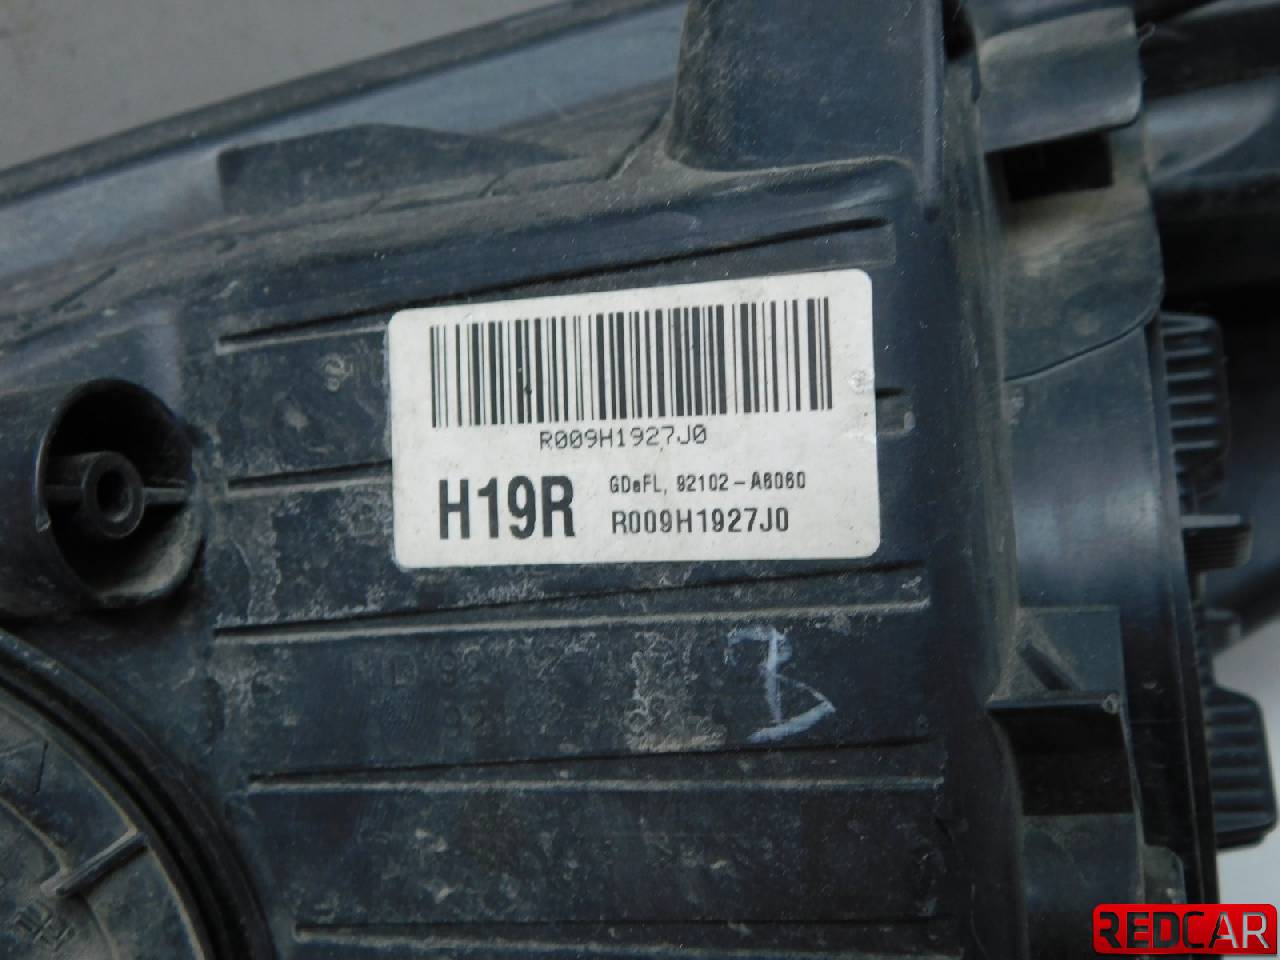 R009H1927J0
H19R
GDeFL, 92102-A6060
R009H1927J0
B
REDCAR